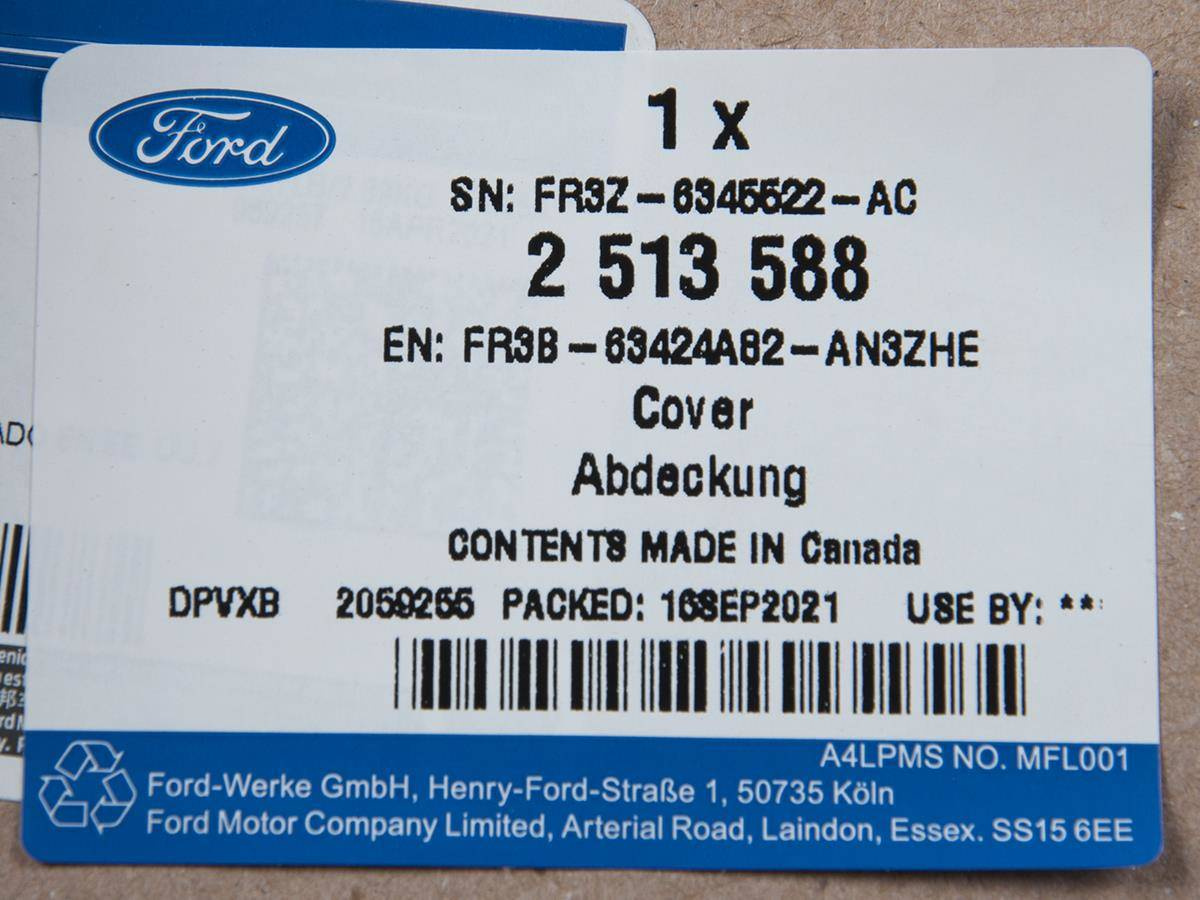 Ford
1 x
SN: FR3Z-6345522-AC
2 513 588
EN: FR3B-63424A82-AN3ZHE
Cover
Abdeckung
CONTENTS MADE IN Canada
DPVXB 2059255 PACKED: 16SEP2021 USE BY: **
A4LPMS NO. MFL001
Ford-Werke GmbH, Henry-Ford-Straße 1, 50735 Köln
Ford Motor Company Limited, Arterial Road, Laindon, Essex. SS15 6EE